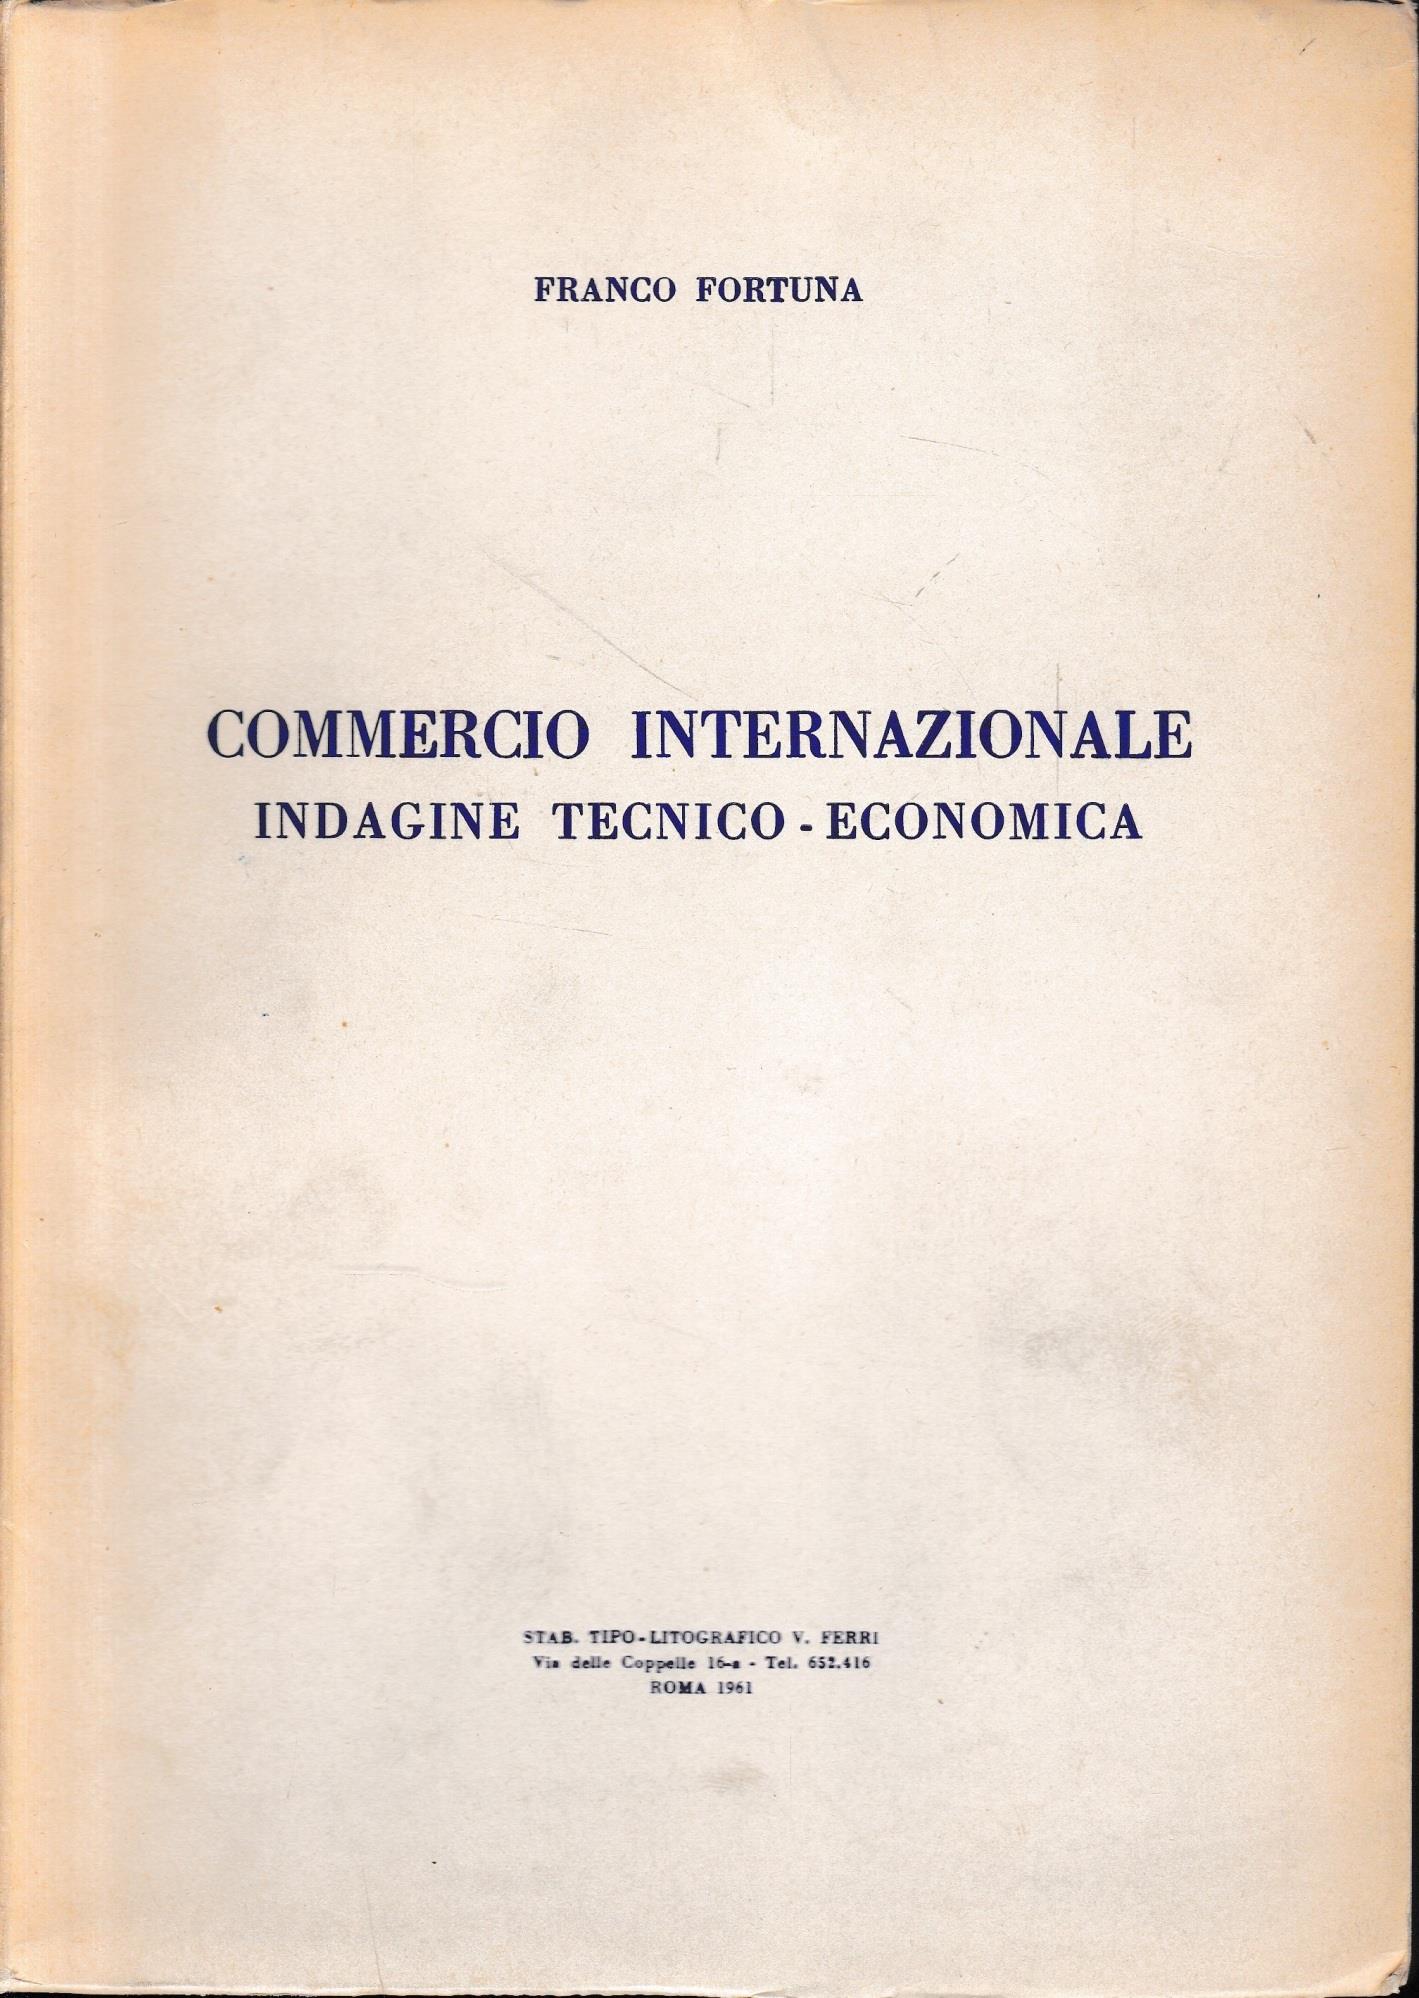 FRANCO FORTUNA
COMMERCIO INTERNAZIONALE
INDAGINE TECNICO - ECONOMICA
STAB. TIPO-LITOGRAFICO V. FERRI
Via delle Coppelle 16-a - Tel. 652.416
ROMA 1961